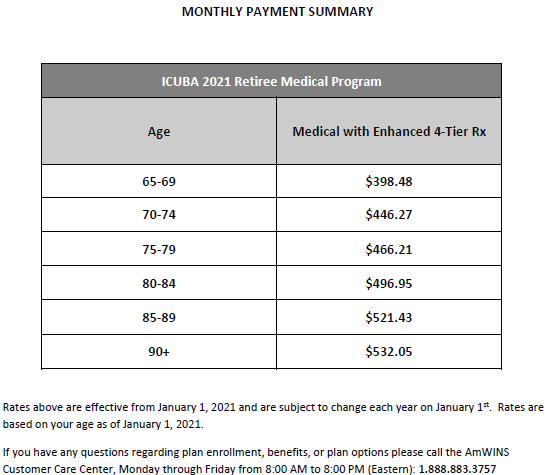 MONTHLY PAYMENT SUMMARY
ICUBA 2021 Retiree Medical Program
Age Medical with Enhanced 4-Tier Rx
65-69 $398.48
70-74 $446.27
75-79 $466.21
80-84 $496.95
85-89 $521.43
90+ $532.05
Rates above are effective from January 1, 2021 and are subject to change each year on January 1st. Rates are
based on your age as of January 1, 2021.
If you have any questions regarding plan enrollment, benefits, or plan options please call the AmWINS
Customer Care Center, Monday through Friday from 8:00 AM to 8:00 PM (Eastern): 1.888.883.3757